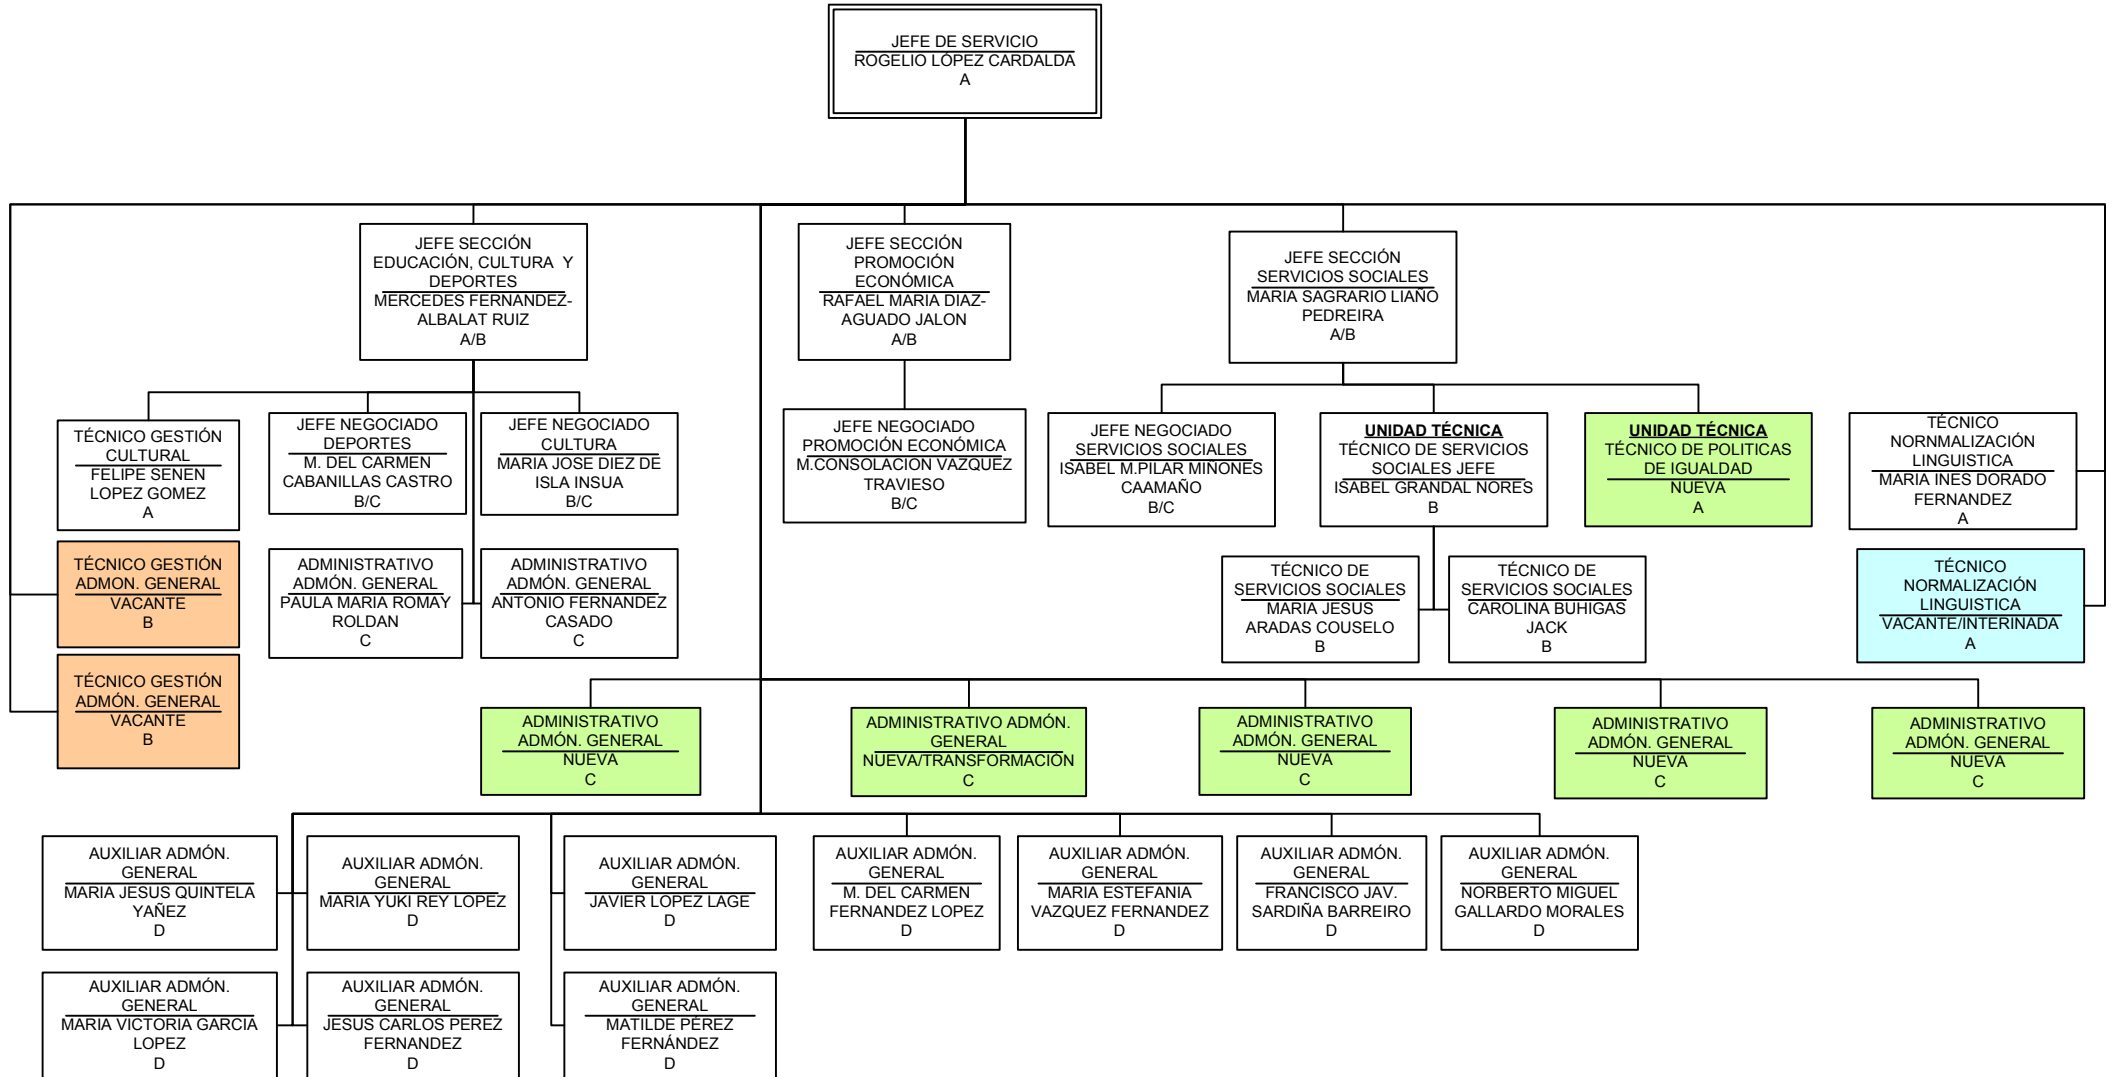 JEFE DE SERVICIO
ROGELIO LÓPEZ CARDALDA
A
JEFE SECCIÓN
EDUCACIÓN, CULTURA Y
DEPORTES
MERCEDES FERNANDEZ-
ALBALAT RUIZ
A/B
JEFE SECCIÓN
PROMOCIÓN
ECONÓMICA
RAFAEL MARIA DIAZ-
AGUADO JALON
A/B
JEFE SECCIÓN
SERVICIOS SOCIALES
MARIA SAGRARIO LIAÑO
PEDREIRA
A/B
TÉCNICO GESTIÓN
CULTURAL
FELIPE SENEN
LOPEZ GOMEZ
A
JEFE NEGOCIADO
DEPORTES
M. DEL CARMEN
CABANILLAS CASTRO
B/C
JEFE NEGOCIADO
CULTURA
MARIA JOSE DIEZ DE
ISLA INSUA
B/C
JEFE NEGOCIADO
PROMOCIÓN ECONÓMICA
M.CONSOLACION VAZQUEZ
TRAVIESO
B/C
JEFE NEGOCIADO
SERVICIOS SOCIALES
ISABEL M.PILAR MIÑONES
CAAMAÑO
B/C
UNIDAD TÉCNICA
TÉCNICO DE SERVICIOS
SOCIALES JEFE
ISABEL GRANDAL NORES
B
UNIDAD TÉCNICA
TÉCNICO DE POLITICAS
DE IGUALDAD
NUEVA
A
TÉCNICO
NORNMALIZACIÓN
LINGUISTICA
MARIA INES DORADO
FERNANDEZ
A
TÉCNICO GESTIÓN
ADMON. GENERAL
VACANTE
B
ADMINISTRATIVO
ADMÓN. GENERAL
PAULA MARIA ROMAY
ROLDAN
C
ADMINISTRATIVO
ADMÓN. GENERAL
ANTONIO FERNANDEZ
CASADO
C
TÉCNICO DE
SERVICIOS SOCIALES
MARIA JESUS
ARADAS COUSELO
B
TÉCNICO DE
SERVICIOS SOCIALES
CAROLINA BUHIGAS
JACK
B
TÉCNICO
NORMALIZACIÓN
LINGUISTICA
VACANTE/INTERINADA
A
TÉCNICO GESTIÓN
ADMÓN. GENERAL
VACANTE
B
ADMINISTRATIVO
ADMÓN. GENERAL
NUEVA
C
ADMINISTRATIVO ADMÓN.
GENERAL
NUEVA/TRANSFORMACIÓN
C
ADMINISTRATIVO
ADMÓN. GENERAL
NUEVA
C
ADMINISTRATIVO
ADMÓN. GENERAL
NUEVA
C
ADMINISTRATIVO
ADMÓN. GENERAL
NUEVA
C
AUXILIAR ADMÓN.
GENERAL
MARIA JESUS QUINTELA
YAÑEZ
D
AUXILIAR ADMÓN.
GENERAL
MARIA YUKI REY LOPEZ
D
AUXILIAR ADMÓN.
GENERAL
JAVIER LOPEZ LAGE
D
AUXILIAR ADMÓN.
GENERAL
M. DEL CARMEN
FERNANDEZ LOPEZ
D
AUXILIAR ADMÓN.
GENERAL
MARIA ESTEFANIA
VAZQUEZ FERNANDEZ
D
AUXILIAR ADMÓN.
GENERAL
FRANCISCO JAV.
SARDIÑA BARREIRO
D
AUXILIAR ADMÓN.
GENERAL
NORBERTO MIGUEL
GALLARDO MORALES
D
AUXILIAR ADMÓN.
GENERAL
MARIA VICTORIA GARCIA
LOPEZ
D
AUXILIAR ADMÓN.
GENERAL
JESUS CARLOS PEREZ
FERNANDEZ
D
AUXILIAR ADMÓN.
GENERAL
MATILDE PÉREZ
FERNÁNDEZ
D